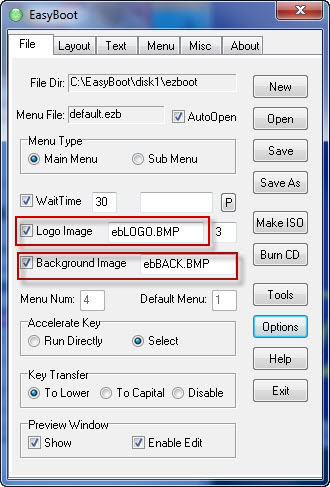 EasyBoot
File Layout Text Menu Misc About
File Dir: C:\EasyBoot\disk1\ezboot New
Menu File: default.ezb AutoOpen Open
Menu Type
Main Menu Sub Menu Save
WaitTime 30 P Save As
Logo Image ebLOGO.BMP 3 Make ISO
Background Image ebBACK.BMP Burn CD
Menu Num: 4 Default Menu: 1 Tools
Accelerate Key
Run Directly Select Options
Key Transfer Help
To Lower To Capital Disable Exit
Preview Window
Show Enable Edit